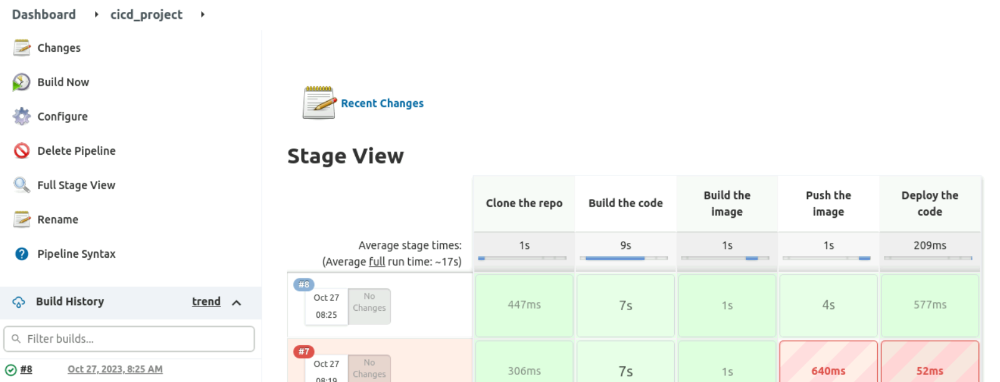 Dashboard
cicd_project
Changes
Build Now
Configure
Delete Pipeline
Full Stage View
Rename
Pipeline Syntax
Build History
trend
Filter builds...
#8
Oct 27, 2023, 8:25 AM
Recent Changes
Stage View
Clone the repo
Build the code
Build the
image
Push the
image
Deploy the
code
Average stage times:
(Average full run time: ~17s)
1s
9s
1s
1s
209ms
#8
Oct 27
08:25
No
Changes
447ms
7s
1s
4s
577ms
#7
Oct 27
08:19
No
Changes
306ms
7s
1s
640ms
52ms